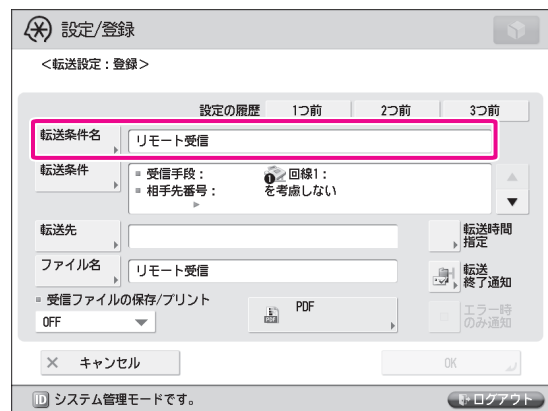 設定/登録
<転送設定:登録>
設定の履歴 1つ前 2つ前 3つ前
転送条件名 リモート受信
転送条件
受信手段: 回線1:
相手先番号: を考慮しない
転送先
転送時間
指定
ファイル名 リモート受信
転送
終了通知
受信ファイルの保存/プリント
OFF
PDF
エラー時
のみ通知
キャンセル
OK
システム管理モードです。
ログアウト